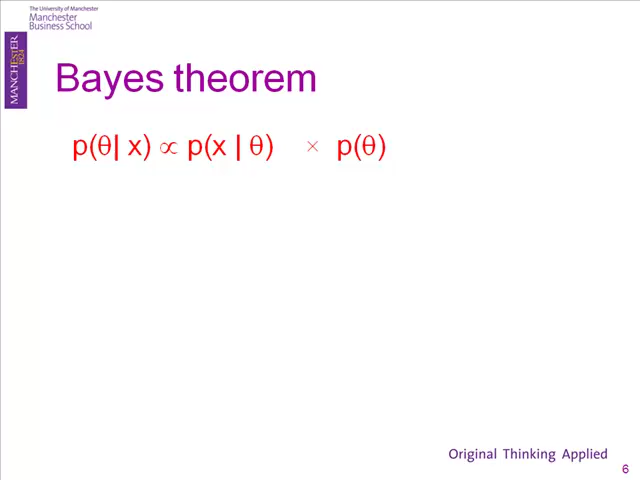 The University of Manchester
Manchester
Business School
MANCHESTER
1824
Bayes theorem
p(θ| x) ∝ p(x | θ) × p(θ)
Original Thinking Applied
6